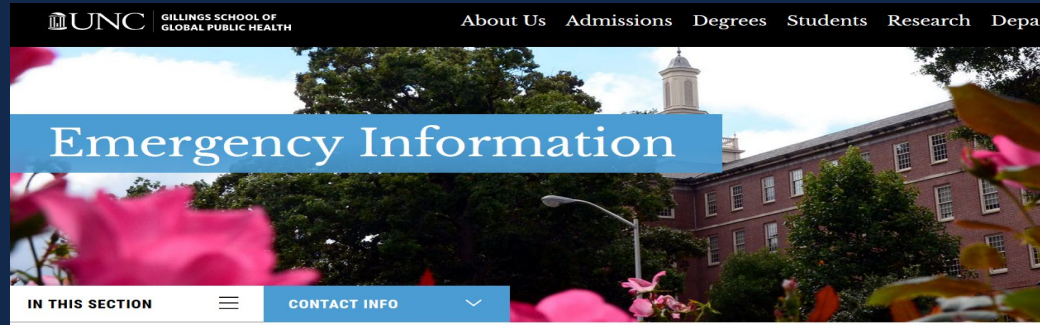 UNC GILLINGS SCHOOL OF
GLOBAL PUBLIC HEALTH
About Us Admissions Degrees Students Research Depa
Emergency Information
IN THIS SECTION CONTACT INFO